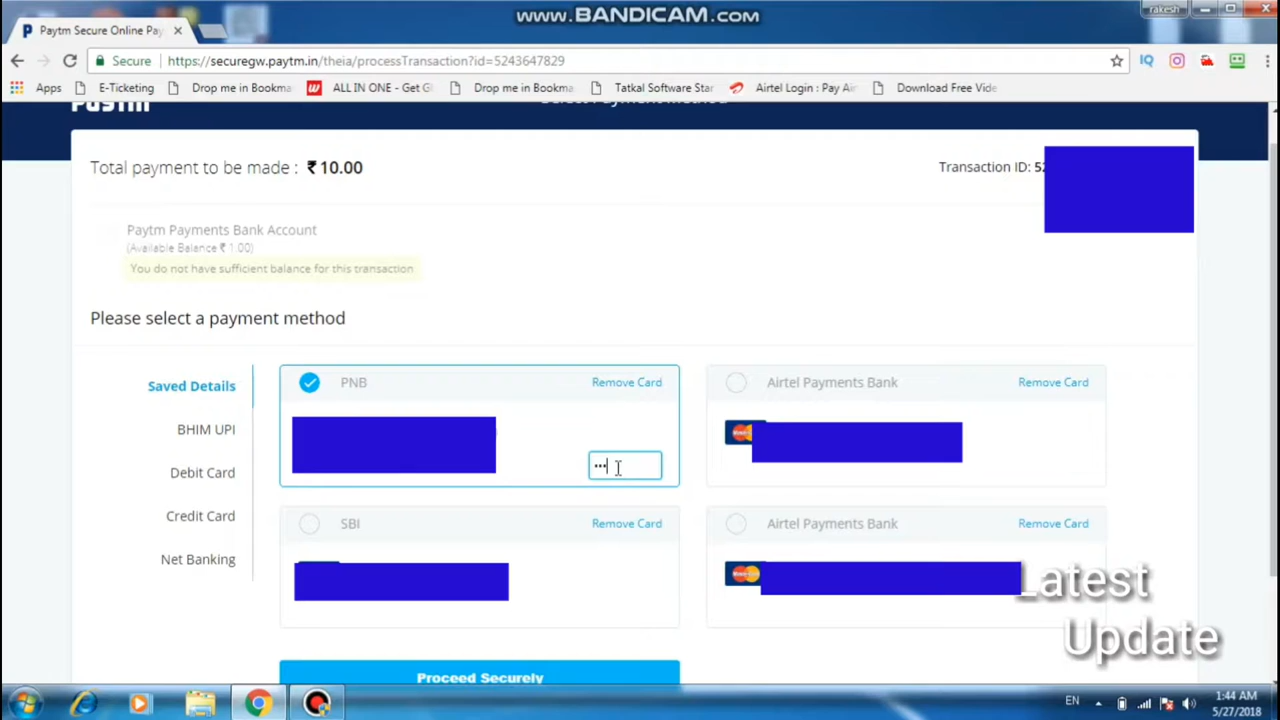 www.BANDICAM.com
rakesh
Paytm Secure Online Pay
Secure https://securegw.paytm.in/theia/processTransaction?id=5243647829
Apps E-Ticketing Drop me in Bookma ALL IN ONE - Get G Drop me in Bookma Tatkal Software Star Airtel Login : Pay Air Download Free Vide
Total payment to be made : ₹ 10.00
Transaction ID: 52
Paytm Payments Bank Account
(Available Balance ₹ 1.00)
You do not have sufficient balance for this transaction
Please select a payment method
Saved Details
BHIM UPI
Debit Card
Credit Card
Net Banking
PNB Remove Card
•••
Airtel Payments Bank Remove Card
SBI Remove Card
Airtel Payments Bank Remove Card
Proceed Securely
Latest
Update
EN
1:44 AM
5/27/2018